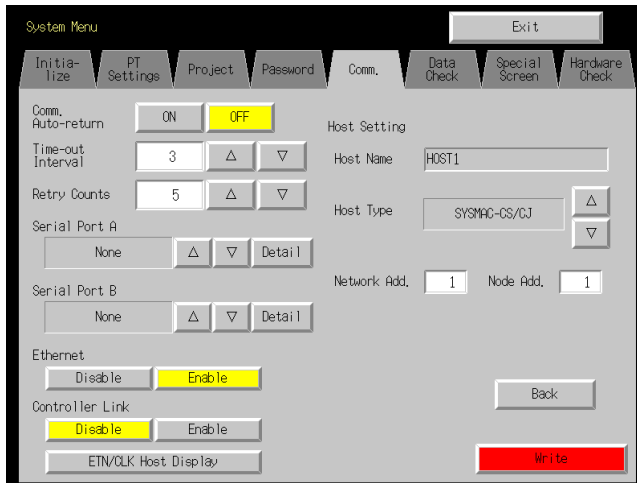 System Menu
Exit
Initia-
lize
PT
Settings
Project
Password
Comm.
Data
Check
Special
Screen
Hardware
Check
Comm.
Auto-return
ON
OFF
Time-out
Interval
3
△
▽
Retry Counts
5
△
▽
Serial Port A
None
△
▽
Detail
Serial Port B
None
△
▽
Detail
Ethernet
Disable
Enable
Controller Link
Disable
Enable
ETN/CLK Host Display
Host Setting
Host Name
HOST1
Host Type
SYSMAC-CS/CJ
△
▽
Network Add.
1
Node Add.
1
Back
Write